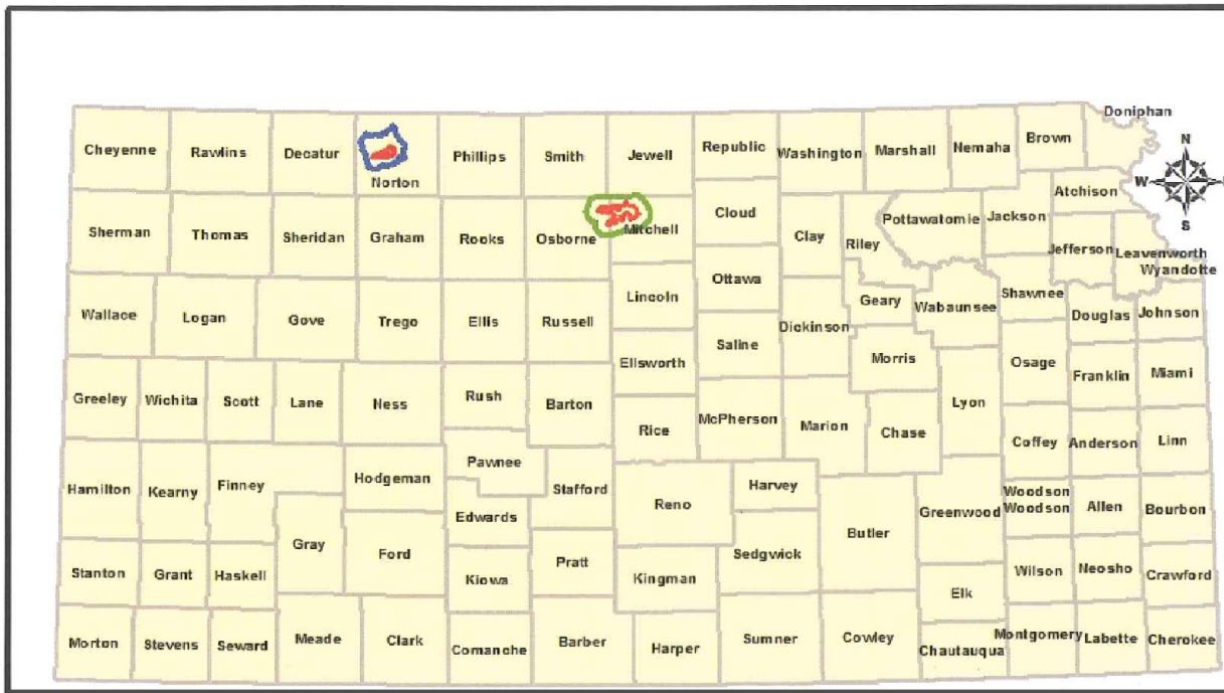 Doniphan
Cheyenne
Rawlins
Decatur
Norton
Phillips
Smith
Jewell
Republic
Washington
Marshall
Nemaha
Brown
N
W
S
Atchison
Sherman
Thomas
Sheridan
Graham
Rooks
Osborne
Mitchell
Cloud
Clay
Riley
Pottawatomie
Jackson
Jefferson
Leavenworth
Wyandotte
Wallace
Logan
Gove
Trego
Ellis
Russell
Lincoln
Ottawa
Dickinson
Geary
Wabaunsee
Shawnee
Douglas
Johnson
Ellsworth
Saline
Morris
Osage
Franklin
Miami
Greeley
Wichita
Scott
Lane
Ness
Rush
Barton
Rice
McPherson
Marion
Chase
Lyon
Coffey
Anderson
Linn
Hamilton
Kearny
Finney
Hodgeman
Pawnee
Stafford
Edwards
Reno
Harvey
Butler
Greenwood
Woodson
Woodson
Allen
Bourbon
Gray
Ford
Kiowa
Pratt
Kingman
Sedgwick
Elk
Wilson
Neosho
Crawford
Stanton
Grant
Haskell
Morton
Stevens
Seward
Meade
Clark
Comanche
Barber
Harper
Sumner
Cowley
Chautauqua
Montgomery
Labette
Cherokee